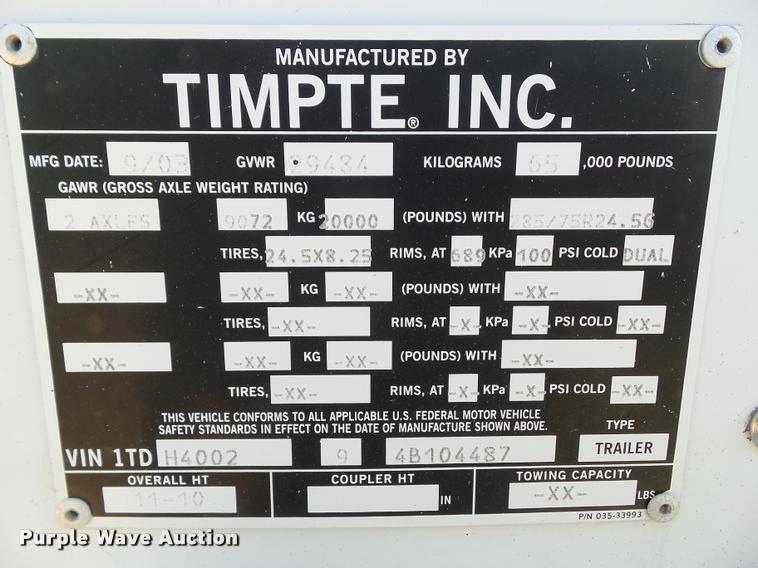 MANUFACTURED BY
TIMPTE® INC.
MFG DATE: 9/03 GVWR 29484 KILOGRAMS 65 ,000 POUNDS
GAWR (GROSS AXLE WEIGHT RATING)
2 AXLES 9072 KG 20000 (POUNDS) WITH 285/75R24.5G
TIRES, 24.5X8.25 RIMS, AT 689 KPa 100 PSI COLD DUAL
--XX-- --XX-- KG --XX-- (POUNDS) WITH --XX--
TIRES, --XX-- RIMS, AT -X- KPa -X- PSI COLD --XX--
--XX-- --XX-- KG --XX-- (POUNDS) WITH --XX--
TIRES, --XX-- RIMS, AT -X- KPa -X- PSI COLD --XX--
THIS VEHICLE CONFORMS TO ALL APPLICABLE U.S. FEDERAL MOTOR VEHICLE
SAFETY STANDARDS IN EFFECT ON THE DATE OF MANUFACTURE SHOWN ABOVE.
TYPE
VIN 1TD H4002 9 4B104487 TRAILER
OVERALL HT COUPLER HT TOWING CAPACITY
11-10 IN --XX-- LBS
P/N 035-33993
Purple Wave Auction